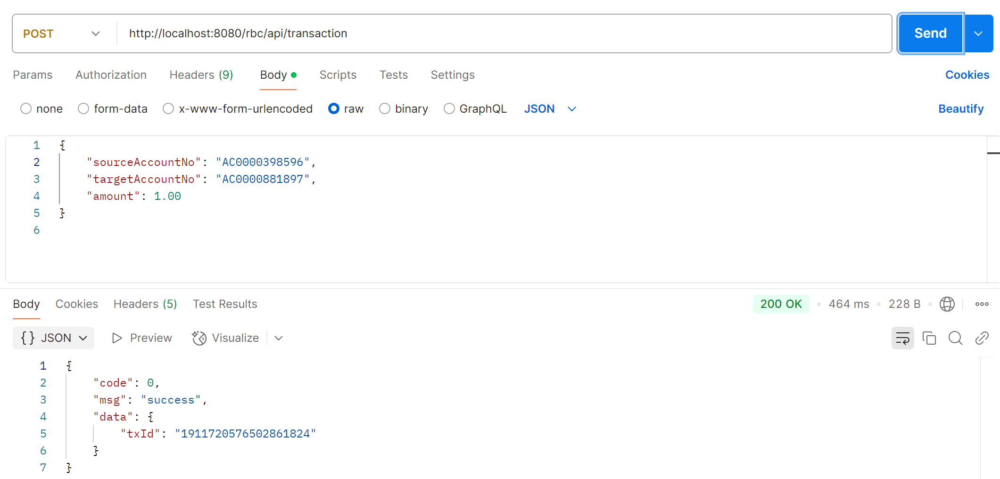 POST http://localhost:8080/rbc/api/transaction Send
Params Authorization Headers (9) Body Scripts Tests Settings Cookies
none form-data x-www-form-urlencoded raw binary GraphQL JSON Beautify
1 {
2 "sourceAccountNo": "AC0000398596",
3 "targetAccountNo": "AC0000881897",
4 "amount": 1.00
5 }
6
Body Cookies Headers (5) Test Results 200 OK 464 ms 228 B
{} JSON Preview Visualize
1 {
2 "code": 0,
3 "msg": "success",
4 "data": {
5 "txId": "1911720576502861824"
6 }
7 }